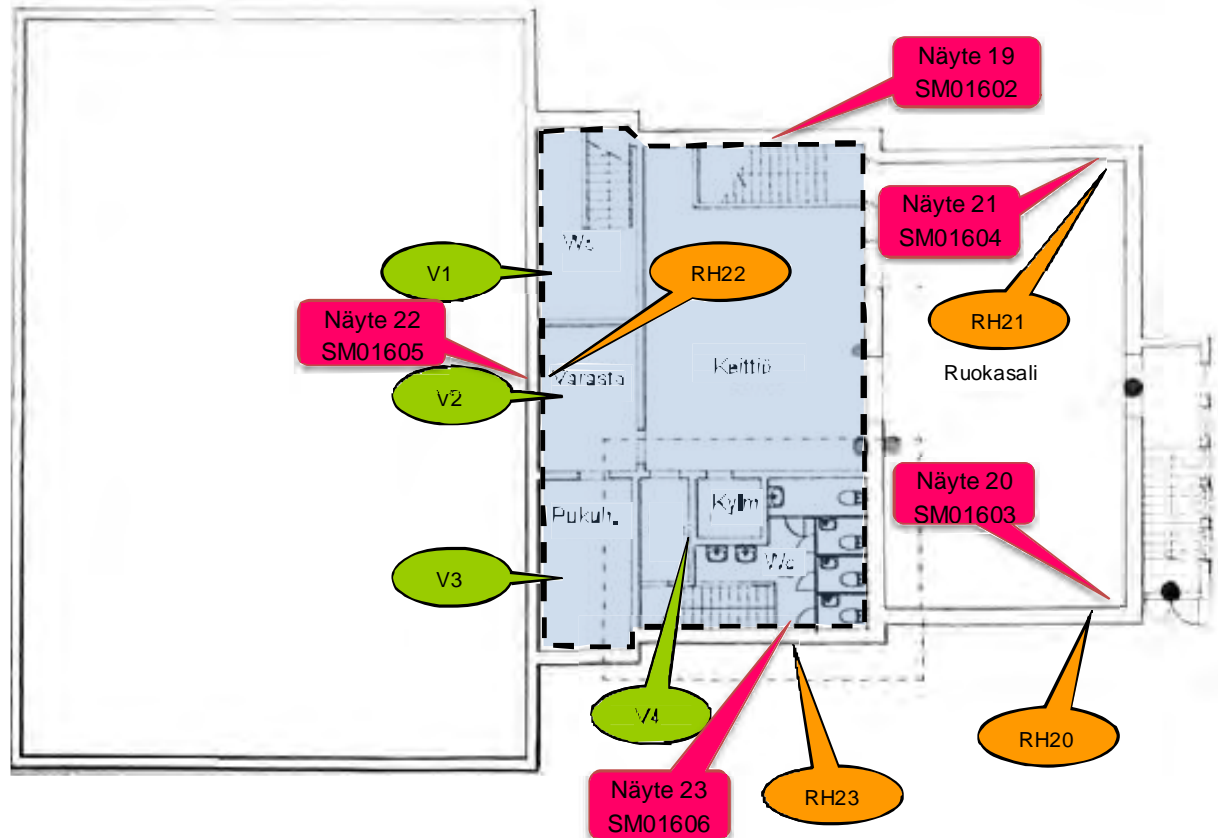 Näyte 19
SM01602
Näyte 21
SM01604
Wc
V1
RH22
Näyte 22
SM01605
RH21
Varasto
Keittiö
Ruokasali
V2
Näyte 20
SM01603
Pukuh.
Kylm
Wc
V3
V4
RH20
Näyte 23
SM01606
RH23